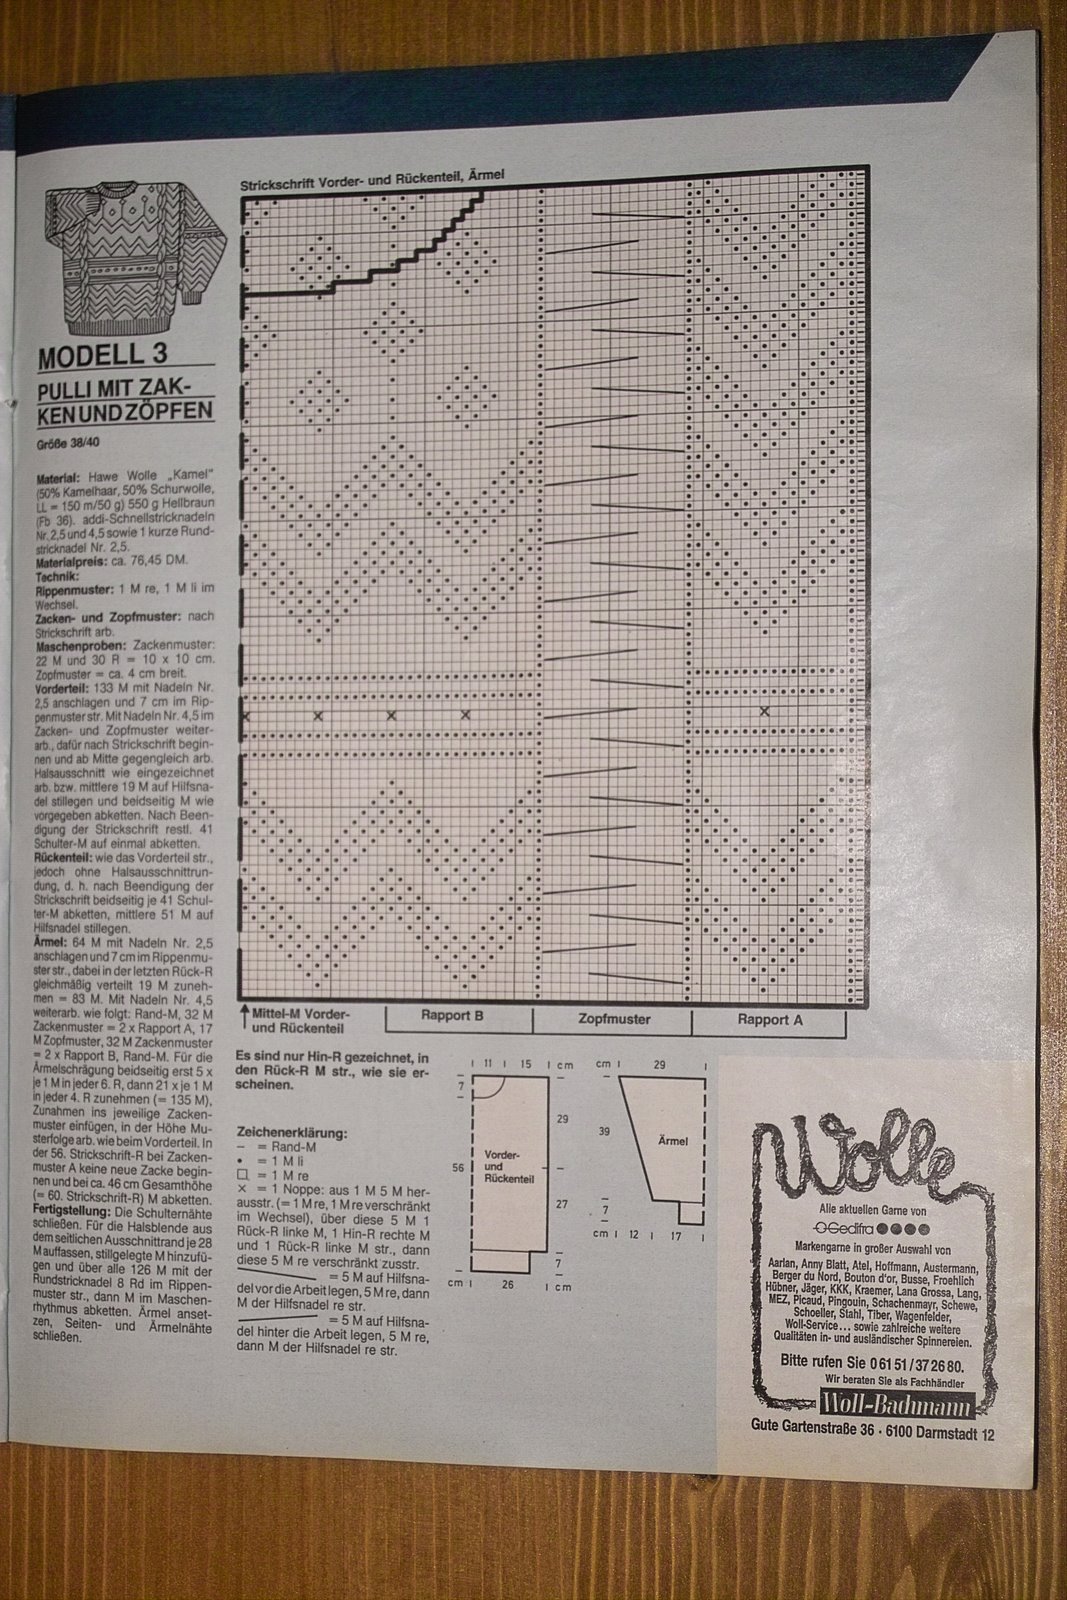 Strickschrift Vorder- und Rückenteil, Ärmel
MODELL 3
PULLI MIT ZAK-
KEN UND ZÖPFEN
Größe 38/40
Material: Hawe Wolle „Kamel“
(50% Kamelhaar, 50% Schurwolle,
LL = 150 m/50 g) 550 g Hellbraun
(Fb 36). addi-Schnellstricknadeln
Nr. 2,5 und 4,5 sowie 1 kurze Rund-
stricknadel Nr. 2,5.
Materialpreis: ca. 76,45 DM.
Technik:
Rippenmuster: 1 M re, 1 M li im
Wechsel.
Zacken- und Zopfmuster: nach
Strickschrift arb.
Maschenproben: Zackenmuster:
22 M und 30 R = 10 x 10 cm.
Zopfmuster = ca. 4 cm breit.
Vorderteil: 133 M mit Nadeln Nr.
2,5 anschlagen und 7 cm im Rip-
penmuster str. Mit Nadeln Nr. 4,5 im
Zacken- und Zopfmuster weiter-
arb., dafür nach Strickschrift begin-
nen und ab Mitte gegengleich arb.
Halsausschnitt wie eingezeichnet
arb. bzw. mittlere 19 M auf Hilfsna-
del stillegen und beidseitig M wie
vorgegeben abketten. Nach Been-
digung der Strickschrift restl. 41
Schulter-M auf einmal abketten.
Rückenteil: wie das Vorderteil str.,
jedoch ohne Halsausschnittrun-
dung, d. h. nach Beendigung der
Strickschrift beidseitig je 41 Schul-
ter-M abketten, mittlere 51 M auf
Hilfsnadel stillegen.
Ärmel: 64 M mit Nadeln Nr. 2,5
anschlagen und 7 cm im Rippenmu-
ster str., dabei in der letzten Rück-R
gleichmäßig verteilt 19 M zuneh-
men = 83 M. Mit Nadeln Nr. 4,5
weiterarb. wie folgt: Rand-M, 32 M
Zackenmuster = 2 x Rapport A, 17
M Zopfmuster, 32 M Zackenmuster
= 2 x Rapport B, Rand-M. Für die
Ärmelschrägung beidseitig erst 5 x
je 1 M in jeder 6. R, dann 21 x je 1 M
in jeder 4. R zunehmen (= 135 M),
Zunahmen ins jeweilige Zacken-
muster einfügen, in der Höhe Mu-
sterfolge arb. wie beim Vorderteil. In
der 56. Strickschrift-R bei Zacken-
muster A keine neue Zacke begin-
nen und bei ca. 46 cm Gesamthöhe
(= 60. Strickschrift-R) M abketten.
Fertigstellung: Die Schulternähte
schließen. Für die Halsblende aus
dem seitlichen Ausschnittrand je 28
M auffassen, stillgelegte M hinzufü-
gen und über alle 126 M mit der
Rundstricknadel 8 Rd im Rippen-
muster str., dann M im Maschen-
rhythmus abketten. Ärmel anset-
zen, Seiten- und Ärmelnähte
schließen.
Mittel-M Vorder-
und Rückenteil
Rapport B
Zopfmuster
Rapport A
Es sind nur Hin-R gezeichnet, in
den Rück-R M str., wie sie er-
scheinen.
Zeichenerklärung:
– = Rand-M
• = 1 M li
□ = 1 M re
× = 1 Noppe: aus 1 M 5 M her-
ausstr. (= 1 M re, 1 M re verschränkt
im Wechsel), über diese 5 M 1
Rück-R linke M, 1 Hin-R rechte M
und 1 Rück-R linke M str., dann
diese 5 M re verschränkt zusstr.
= 5 M auf Hilfsna-
del vor die Arbeit legen, 5 M re, dann
M der Hilfsnadel re str.
= 5 M auf Hilfsna-
del hinter die Arbeit legen, 5 M re,
dann M der Hilfsnadel re str.
11 15 cm
7
29
56
Vorder-
und
Rückenteil
27
7
cm 26 cm
cm 29
39
Ärmel
7
cm 12 17
Wolle
Alle aktuellen Garne von
Gedifra
Markengarne in großer Auswahl von
Aarlan, Anny Blatt, Atel, Hoffmann, Austermann,
Berger du Nord, Bouton d'or, Busse, Froehlich
Hübner, Jäger, KKK, Kraemer, Lana Grossa, Lang,
MEZ, Picaud, Pingouin, Schachenmayr, Schewe,
Schoeller, Stahl, Tiber, Wagenfelder,
Woll-Service... sowie zahlreiche weitere
Qualitäten in- und ausländischer Spinnereien.
Bitte rufen Sie 0 61 51 / 37 26 80.
Wir beraten Sie als Fachhändler
Woll-Bachmann
Gute Gartenstraße 36 · 6100 Darmstadt 12